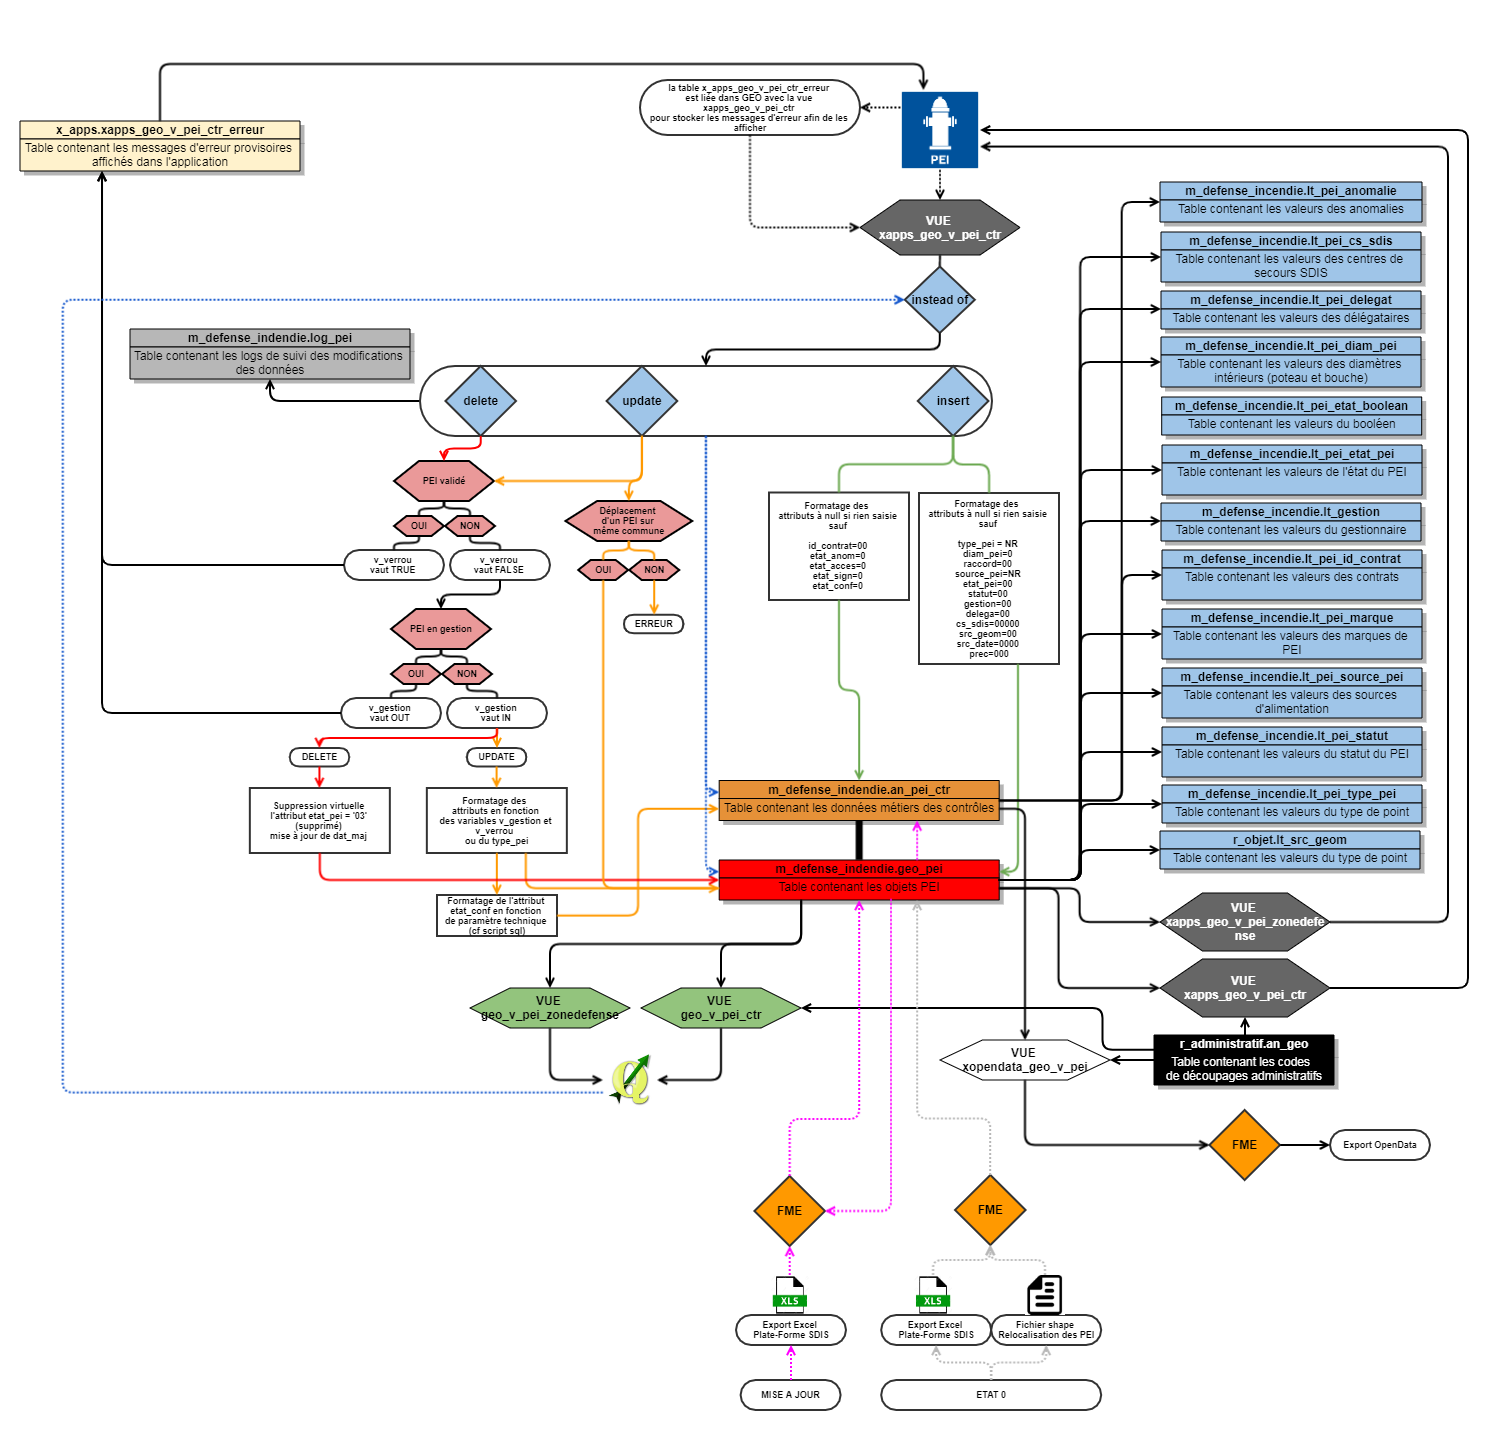 la table x_apps_geo_v_pei_ctr_erreur
est liée dans GEO avec la vue
xapps_geo_v_pei_ctr
pour stocker les messages d'erreur afin de les
afficher
PEI
x_apps.xapps_geo_v_pei_ctr_erreur
Table contenant les messages d'erreur provisoires
affichés dans l'application
VUE
xapps_geo_v_pei_ctr
instead of
m_defense_indendie.log_pei
Table contenant les logs de suivi des modifications
des données
delete
update
insert
PEI validé
OUI
NON
v_verrou
vaut TRUE
v_verrou
vaut FALSE
PEI en gestion
OUI
NON
v_gestion
vaut OUT
v_gestion
vaut IN
DELETE
UPDATE
Suppression virtuelle
l'attribut etat_pei = '03'
(supprimé)
mise à jour de dat_maj
Formatage des
attributs en fonction
des variables v_gestion et
v_verrou
ou du type_pei
Formatage de l'attribut
etat_conf en fonction
de paramètre technique
(cf script sql)
Déplacement
d'un PEI sur
même commune
OUI
NON
ERREUR
Formatage des
attributs à null si rien saisie
sauf
id_contrat=00
etat_anom=0
etat_acces=0
etat_sign=0
etat_conf=0
Formatage des
attributs à null si rien saisie
sauf
type_pei = NR
diam_pei=0
raccord=00
source_pei=NR
etat_pei=00
statut=00
gestion=00
delega=00
cs_sdis=00000
src_geom=00
src_date=0000
prec=000
m_defense_indendie.an_pei_ctr
Table contenant les données métiers des contrôles
m_defense_indendie.geo_pei
Table contenant les objets PEI
m_defense_incendie.lt_pei_anomalie
Table contenant les valeurs des anomalies
m_defense_incendie.lt_pei_cs_sdis
Table contenant les valeurs des centres de
secours SDIS
m_defense_incendie.lt_pei_delegat
Table contenant les valeurs des délégataires
m_defense_incendie.lt_pei_diam_pei
Table contenant les valeurs des diamètres
intérieurs (poteau et bouche)
m_defense_incendie.lt_pei_etat_boolean
Table contenant les valeurs du booléen
m_defense_incendie.lt_pei_etat_pei
Table contenant les valeurs de l'état du PEI
m_defense_incendie.lt_gestion
Table contenant les valeurs du gestionnaire
m_defense_incendie.lt_pei_id_contrat
Table contenant les valeurs des contrats
m_defense_incendie.lt_pei_marque
Table contenant les valeurs des marques de
PEI
m_defense_incendie.lt_pei_source_pei
Table contenant les valeurs des sources
d'alimentation
m_defense_incendie.lt_pei_statut
Table contenant les valeurs du statut du PEI
m_defense_incendie.lt_pei_type_pei
Table contenant les valeurs du type de point
r_objet.lt_src_geom
Table contenant les valeurs du type de point
VUE
xapps_geo_v_pei_zonedefe
nse
VUE
xapps_geo_v_pei_ctr
r_administratif.an_geo
Table contenant les codes
de découpages administratifs
VUE
geo_v_pei_zonedefense
VUE
geo_v_pei_ctr
VUE
xopendata_geo_v_pei
FME
Export OpenData
FME
FME
XLS
Export Excel
Plate-Forme SDIS
XLS
Export Excel
Plate-Forme SDIS
Fichier shape
Relocalisation des PEI
MISE A JOUR
ETAT 0